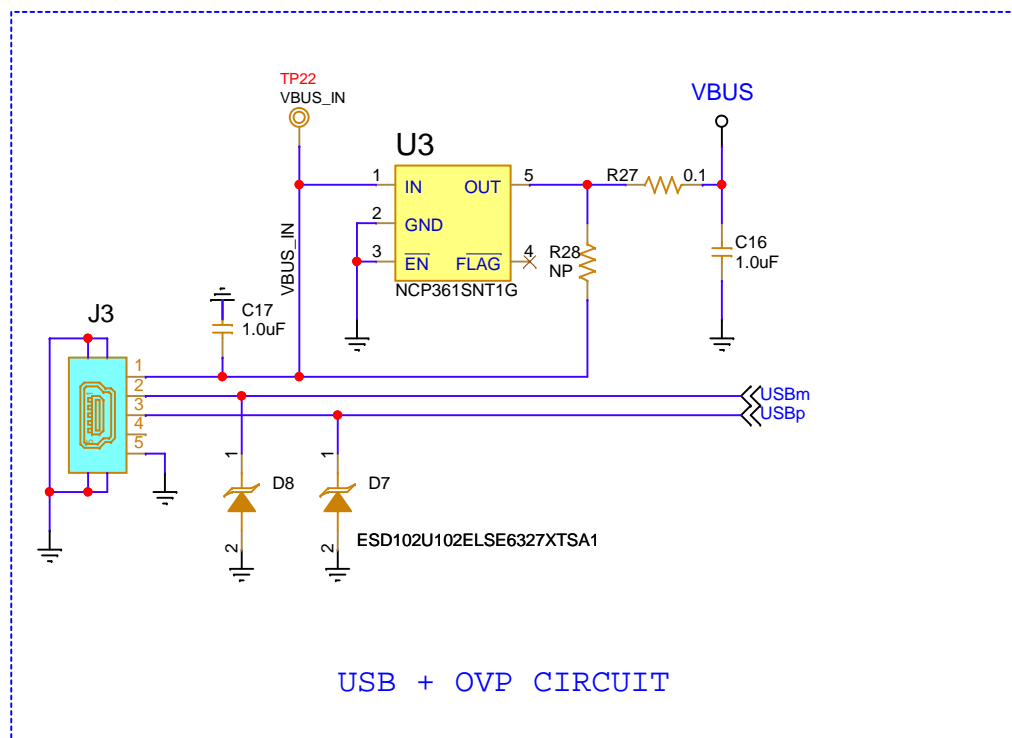 TP22
VBUS_IN
VBUS
U3
1
IN
OUT
5
R27
0.1
2
GND
3
EN
FLAG
4
R28
NP
NCP361SNT1G
VBUS_IN
C16
1.0uF
C17
1.0uF
J3
1
2
3
4
5
USBm
USBp
1
D8
2
1
D7
2
ESD102U102ELSE6327XTSA1
USB + OVP CIRCUIT